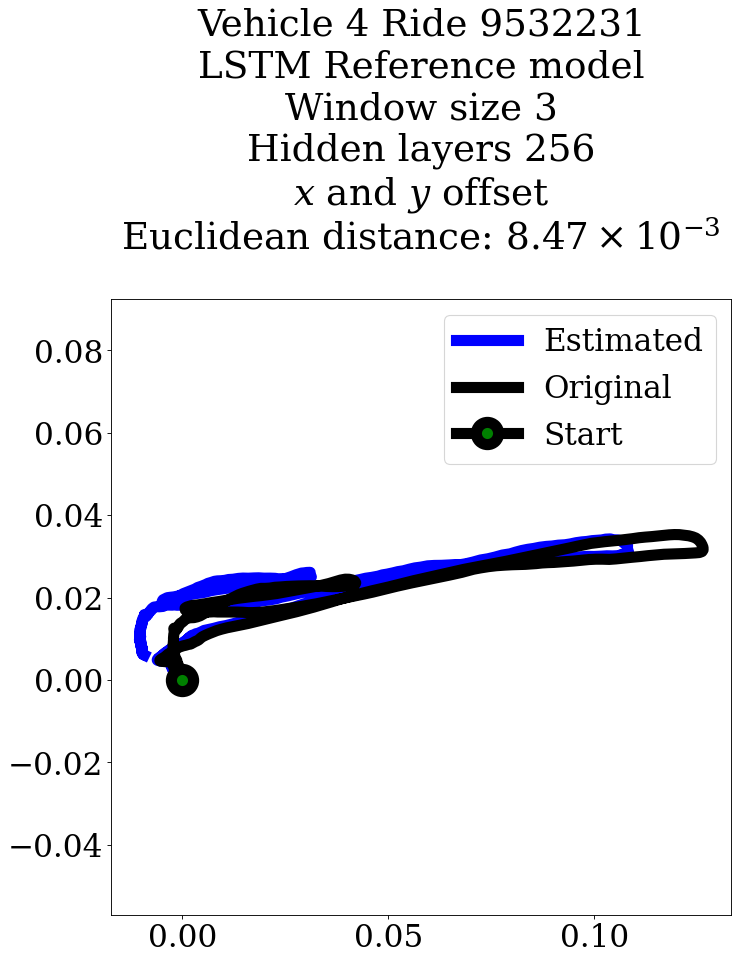 Vehicle 4 Ride 9532231
LSTM Reference model
Window size 3
Hidden layers 256
x and y offset
Euclidean distance: 8.47 × 10⁻³
Estimated
Original
Start
0.08
0.06
0.04
0.02
0.00
−0.02
−0.04
0.00 0.05 0.10